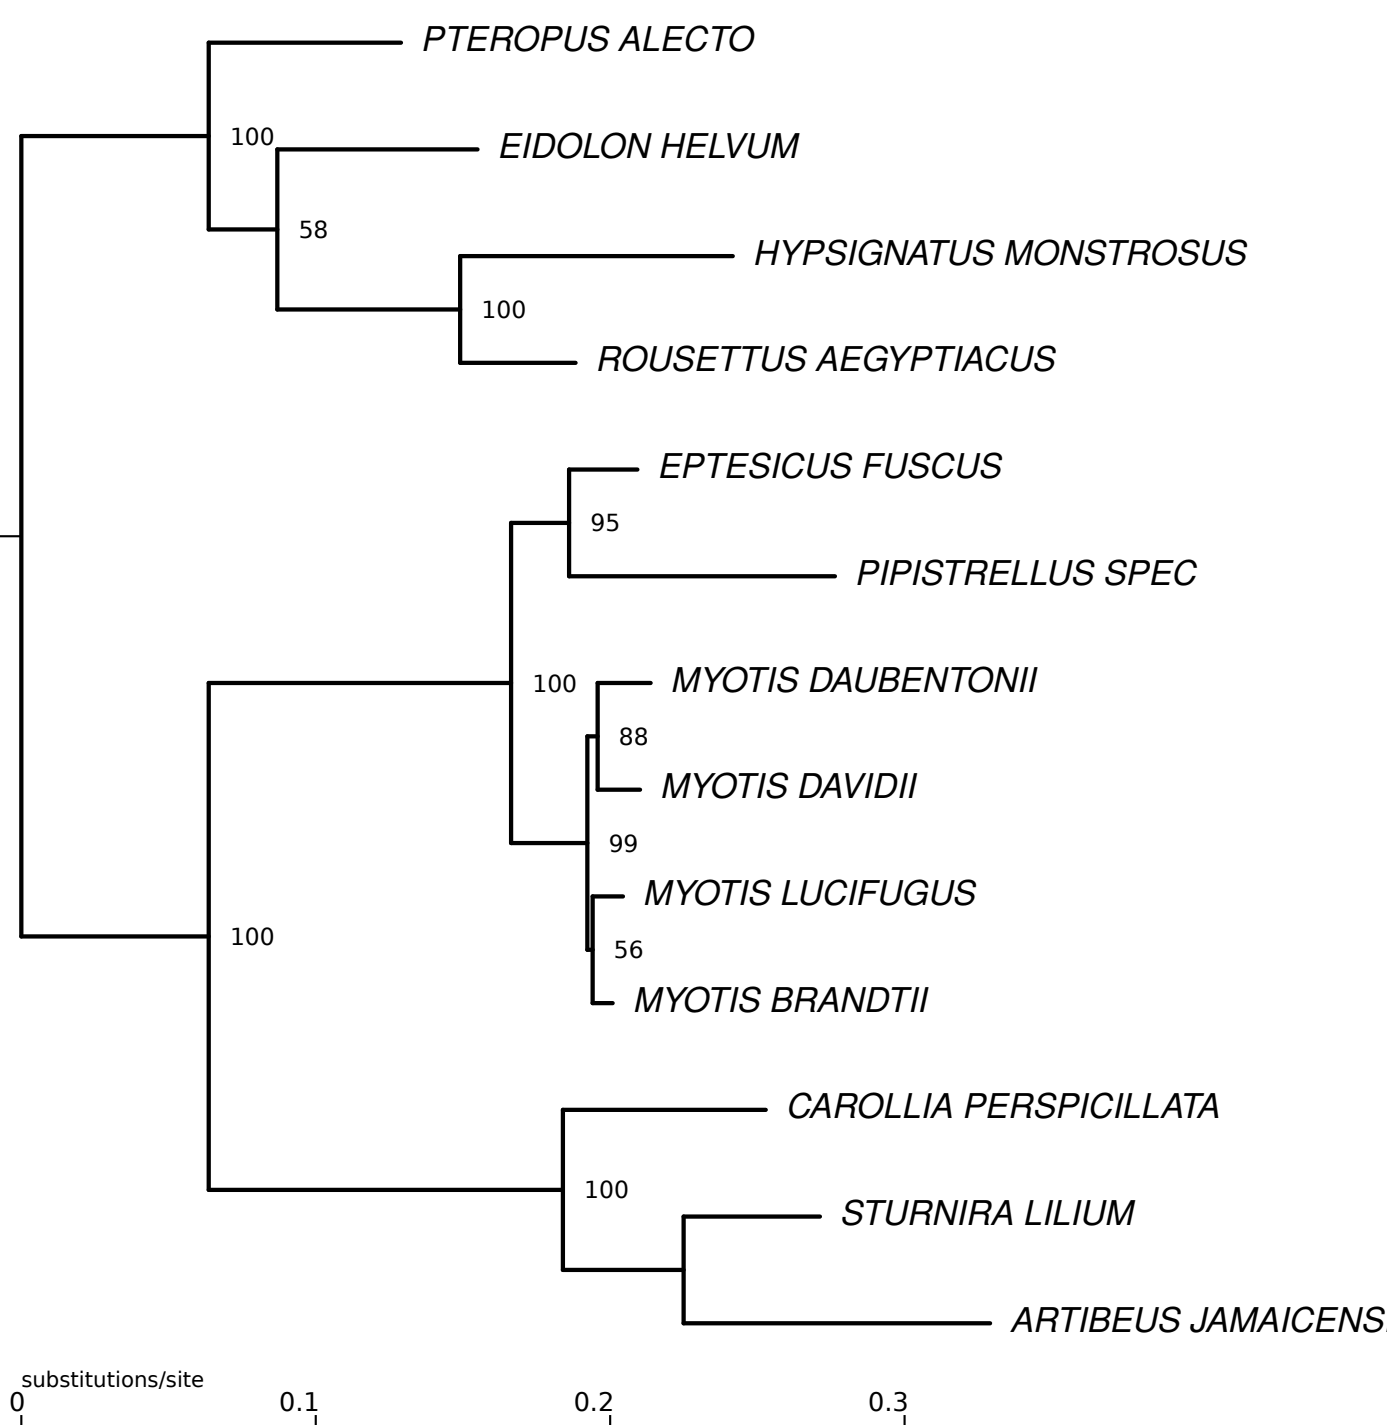 PTEROPUS ALECTO
100
EIDOLON HELVUM
58
HYPSIGNATUS MONSTROSUS
100
ROUSETTUS AEGYPTIACUS
EPTESICUS FUSCUS
95
PIPISTRELLUS SPEC
MYOTIS DAUBENTONII
100
88
MYOTIS DAVIDII
99
MYOTIS LUCIFUGUS
100
56
MYOTIS BRANDTII
CAROLLIA PERSPICILLATA
100
STURNIRA LILIUM
ARTIBEUS JAMAICENS
substitutions/site
0 0.1 0.2 0.3